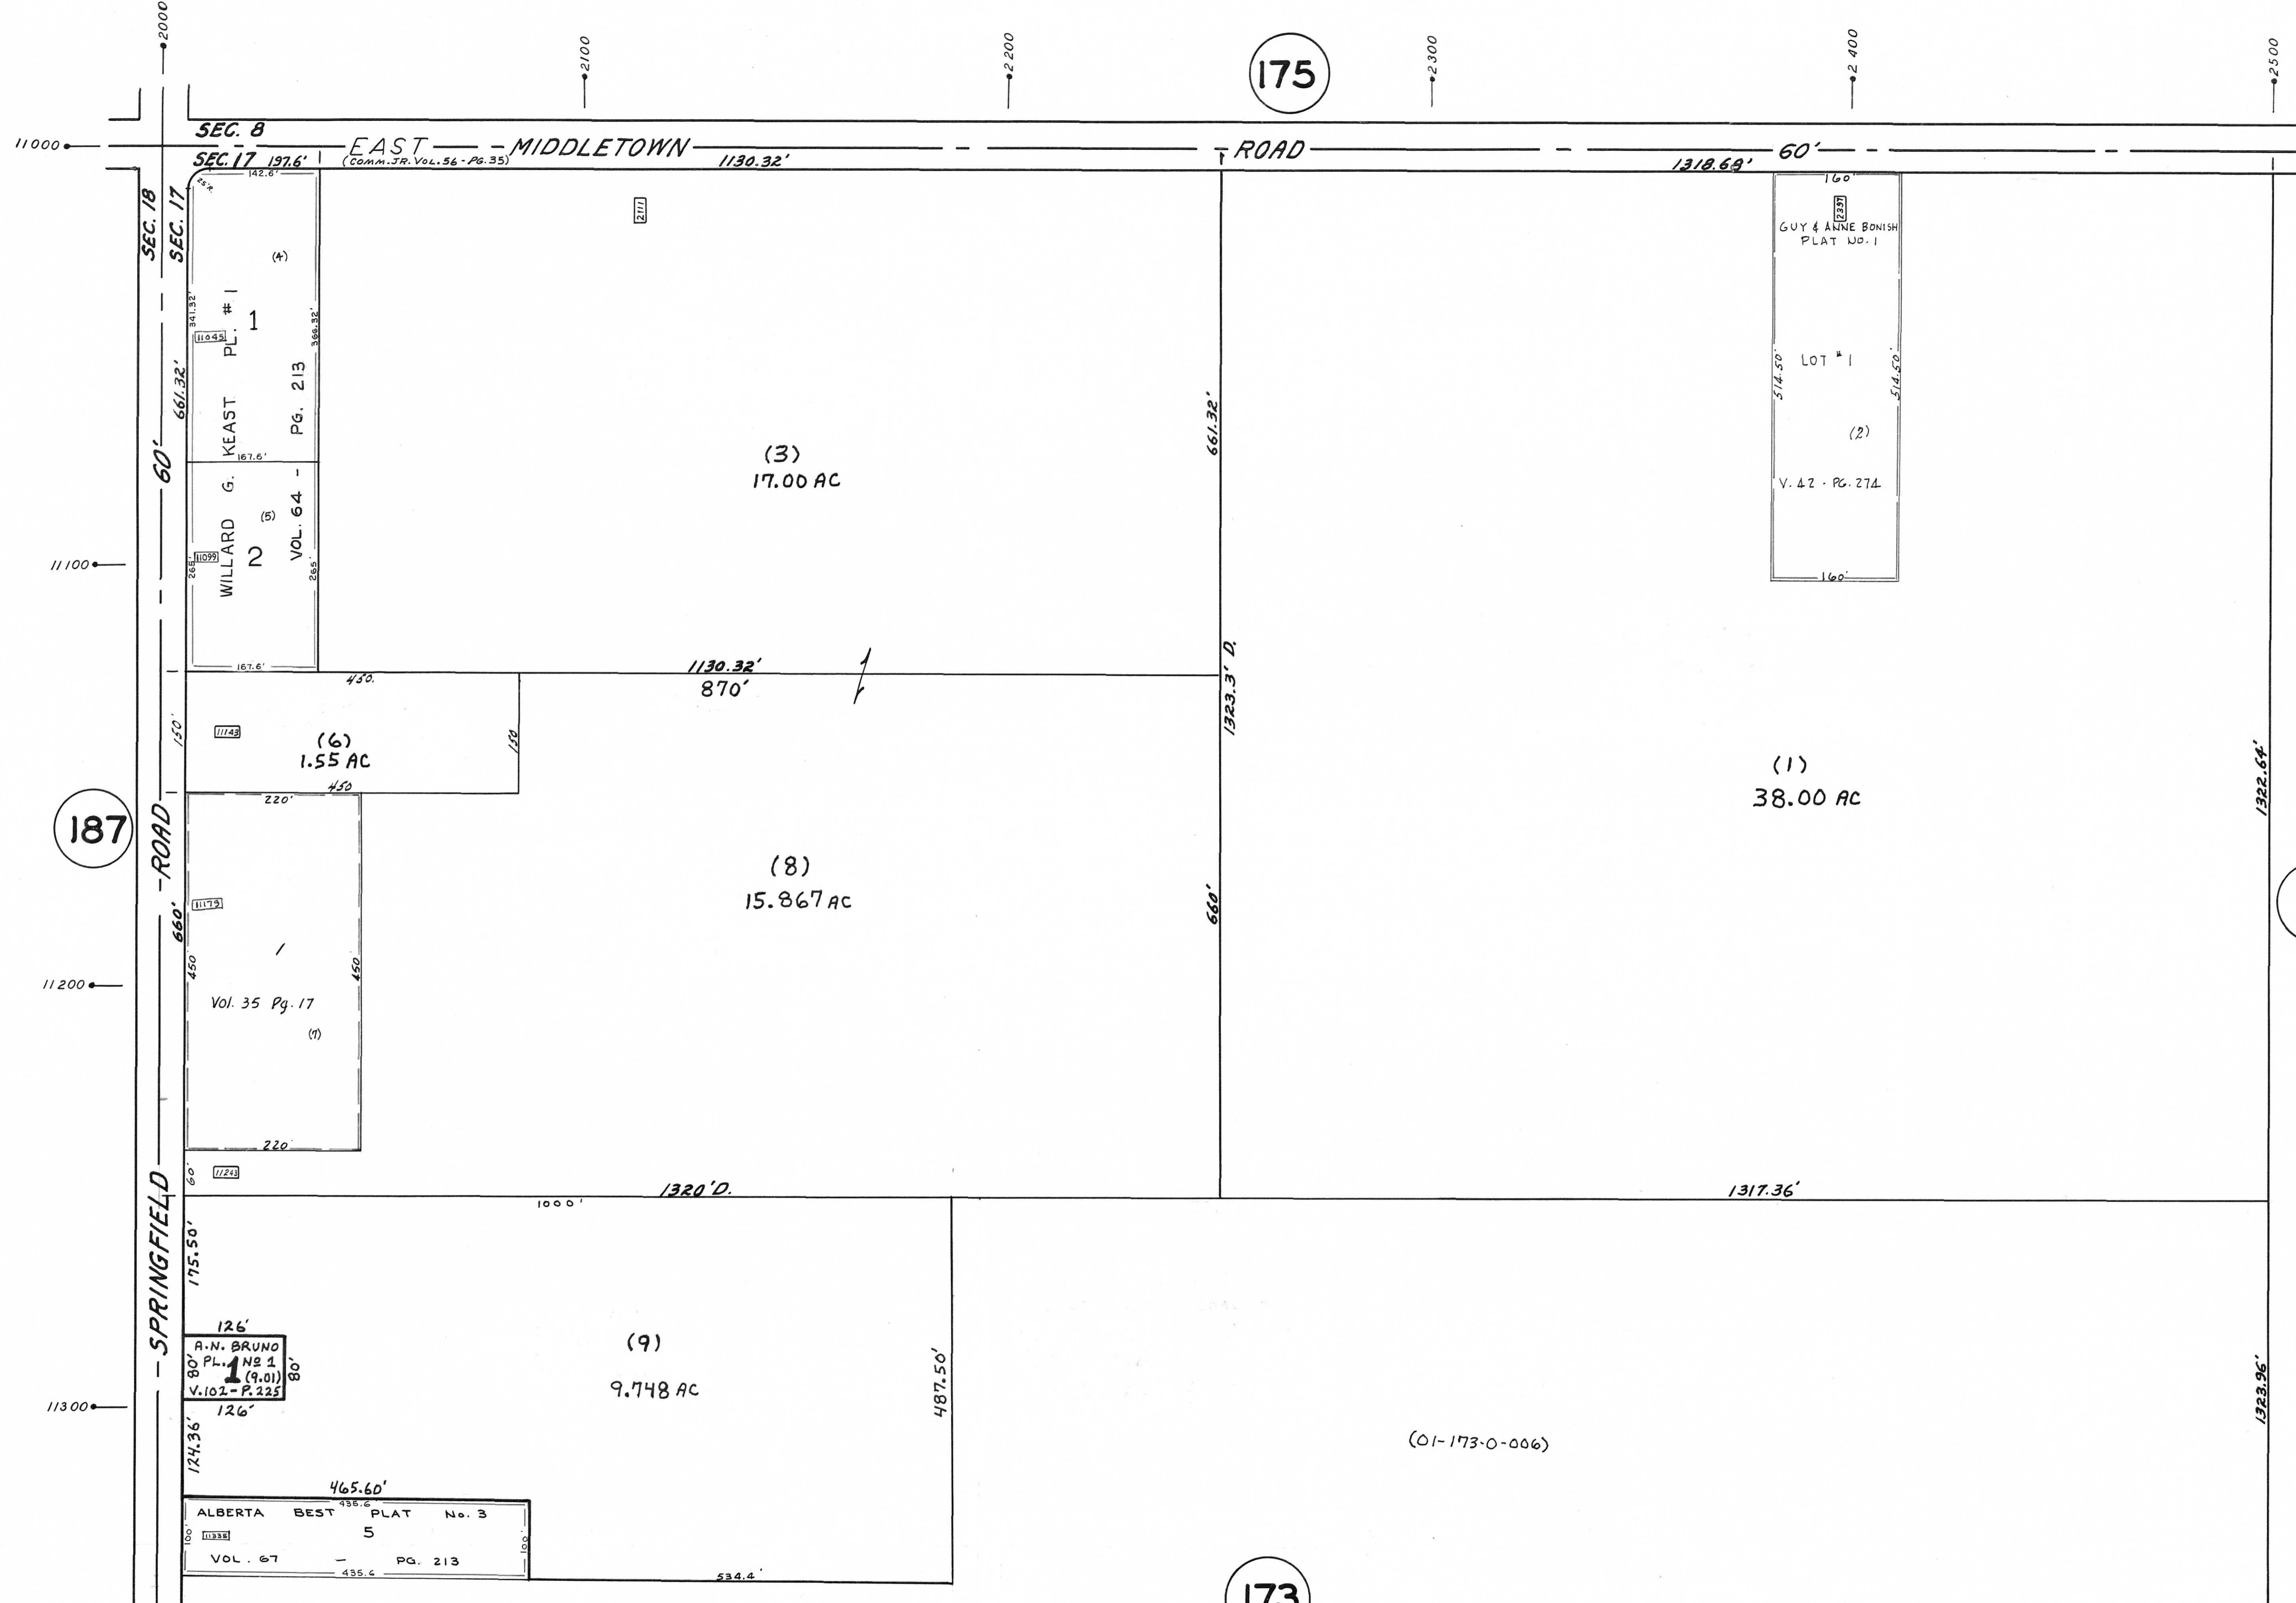 2000
2100
2200
175
2300
2400
2500
11000
SEC. 8
EAST MIDDLETOWN ROAD 60'
SEC. 17 197.6'
(COMM. JR. VOL. 56 - PG. 35)
1130.32'
1318.68'
SEC. 18
SEC. 17
25' R.
142.6'
(4)
341.32'
366.32'
11045
1
661.32'
WILLARD G. KEAST PL. #1
VOL. 64 - PG. 213
167.6'
(5)
11099
2
265'
265'
167.6'
2111
(3)
17.00 AC
661.32'
1130.32'
160'
2397
GUY & ANNE BONISH
PLAT NO. 1
514.50'
514.50'
LOT #1
(2)
V. 42 - PG. 274
160'
11100
60'
450.
870'
1323.3' D.
150'
11143
(6)
1.55 AC
150
450
187
220'
ROAD
660'
11179
1
450
450
Vol. 35 Pg. 17
(7)
220
(8)
15.867 AC
660'
(1)
38.00 AC
1322.64'
11200
60'
11243
1320' D.
1317.36'
1000'
SPRINGFIELD
175.50'
126'
A.N. BRUNO
PL. No 1
1
(9.01)
V.102 - P.225
80'
80'
126'
11300
124.36'
(9)
9.748 AC
487.50'
(01-173-0-006)
1323.96'
465.60'
435.6'
ALBERTA BEST PLAT No. 3
5
11335
100'
100'
VOL. 67 - PG. 213
435.6
534.4'
173